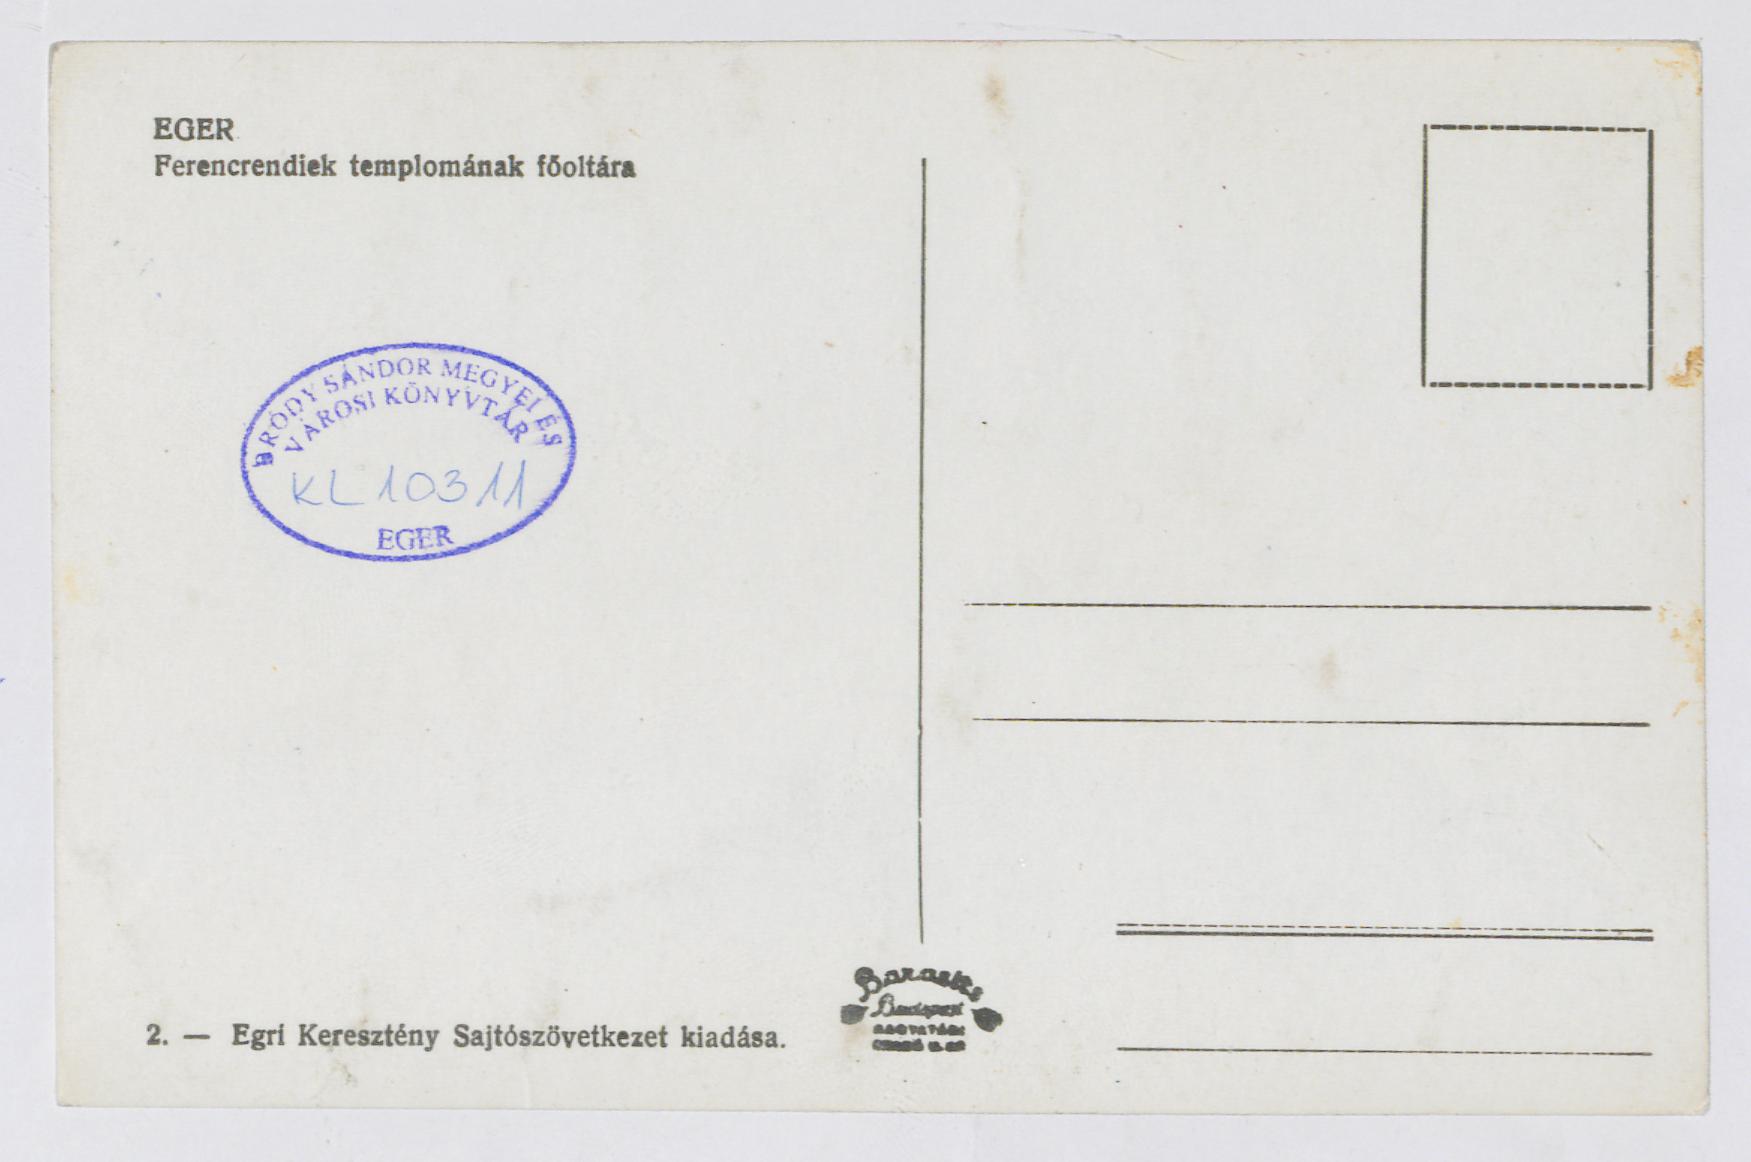 EGER
Ferencrendiek templomának főoltára
BRÓDY SÁNDOR MEGYEI ÉS
VÁROSI KÖNYVTÁR
KL 10311
EGER
2. — Egri Keresztény Sajtószövetkezet kiadása.
Barasits
Budapest